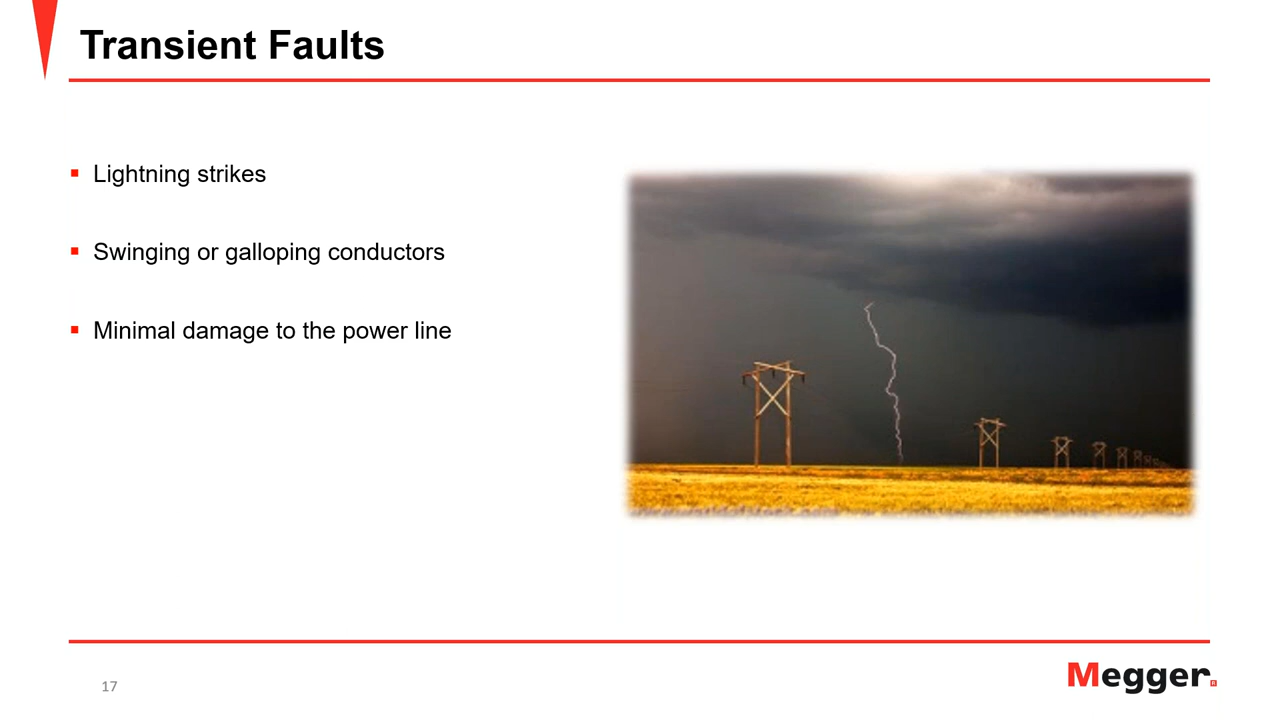 Transient Faults
Lightning strikes
Swinging or galloping conductors
Minimal damage to the power line
17
Megger